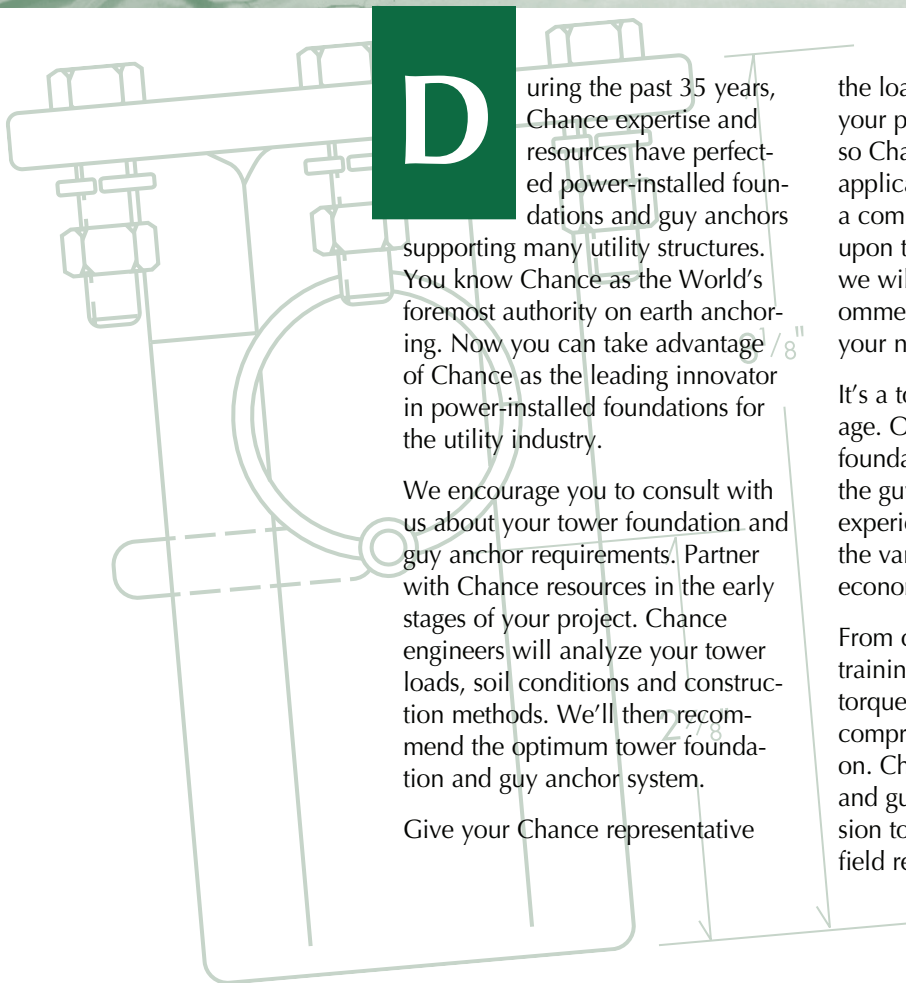 During the past 35 years,
Chance expertise and
resources have perfect-
ed power-installed foun-
dations and guy anchors
supporting many utility structures.
You know Chance as the World's
foremost authority on earth anchor-
ing. Now you can take advantage
of Chance as the leading innovator
in power-installed foundations for
the utility industry.
We encourage you to consult with
us about your tower foundation and
guy anchor requirements. Partner
with Chance resources in the early
stages of your project. Chance
engineers will analyze your tower
loads, soil conditions and construc-
tion methods. We'll then recom-
mend the optimum tower founda-
tion and guy anchor system.
Give your Chance representative
the loa
your p
so Cha
applica
a com
upon t
we wil
omme
your n
It's a to
age. O
founda
the gu
experie
the var
econo
From c
trainin
torque
compr
on. Ch
and gu
sion to
field re